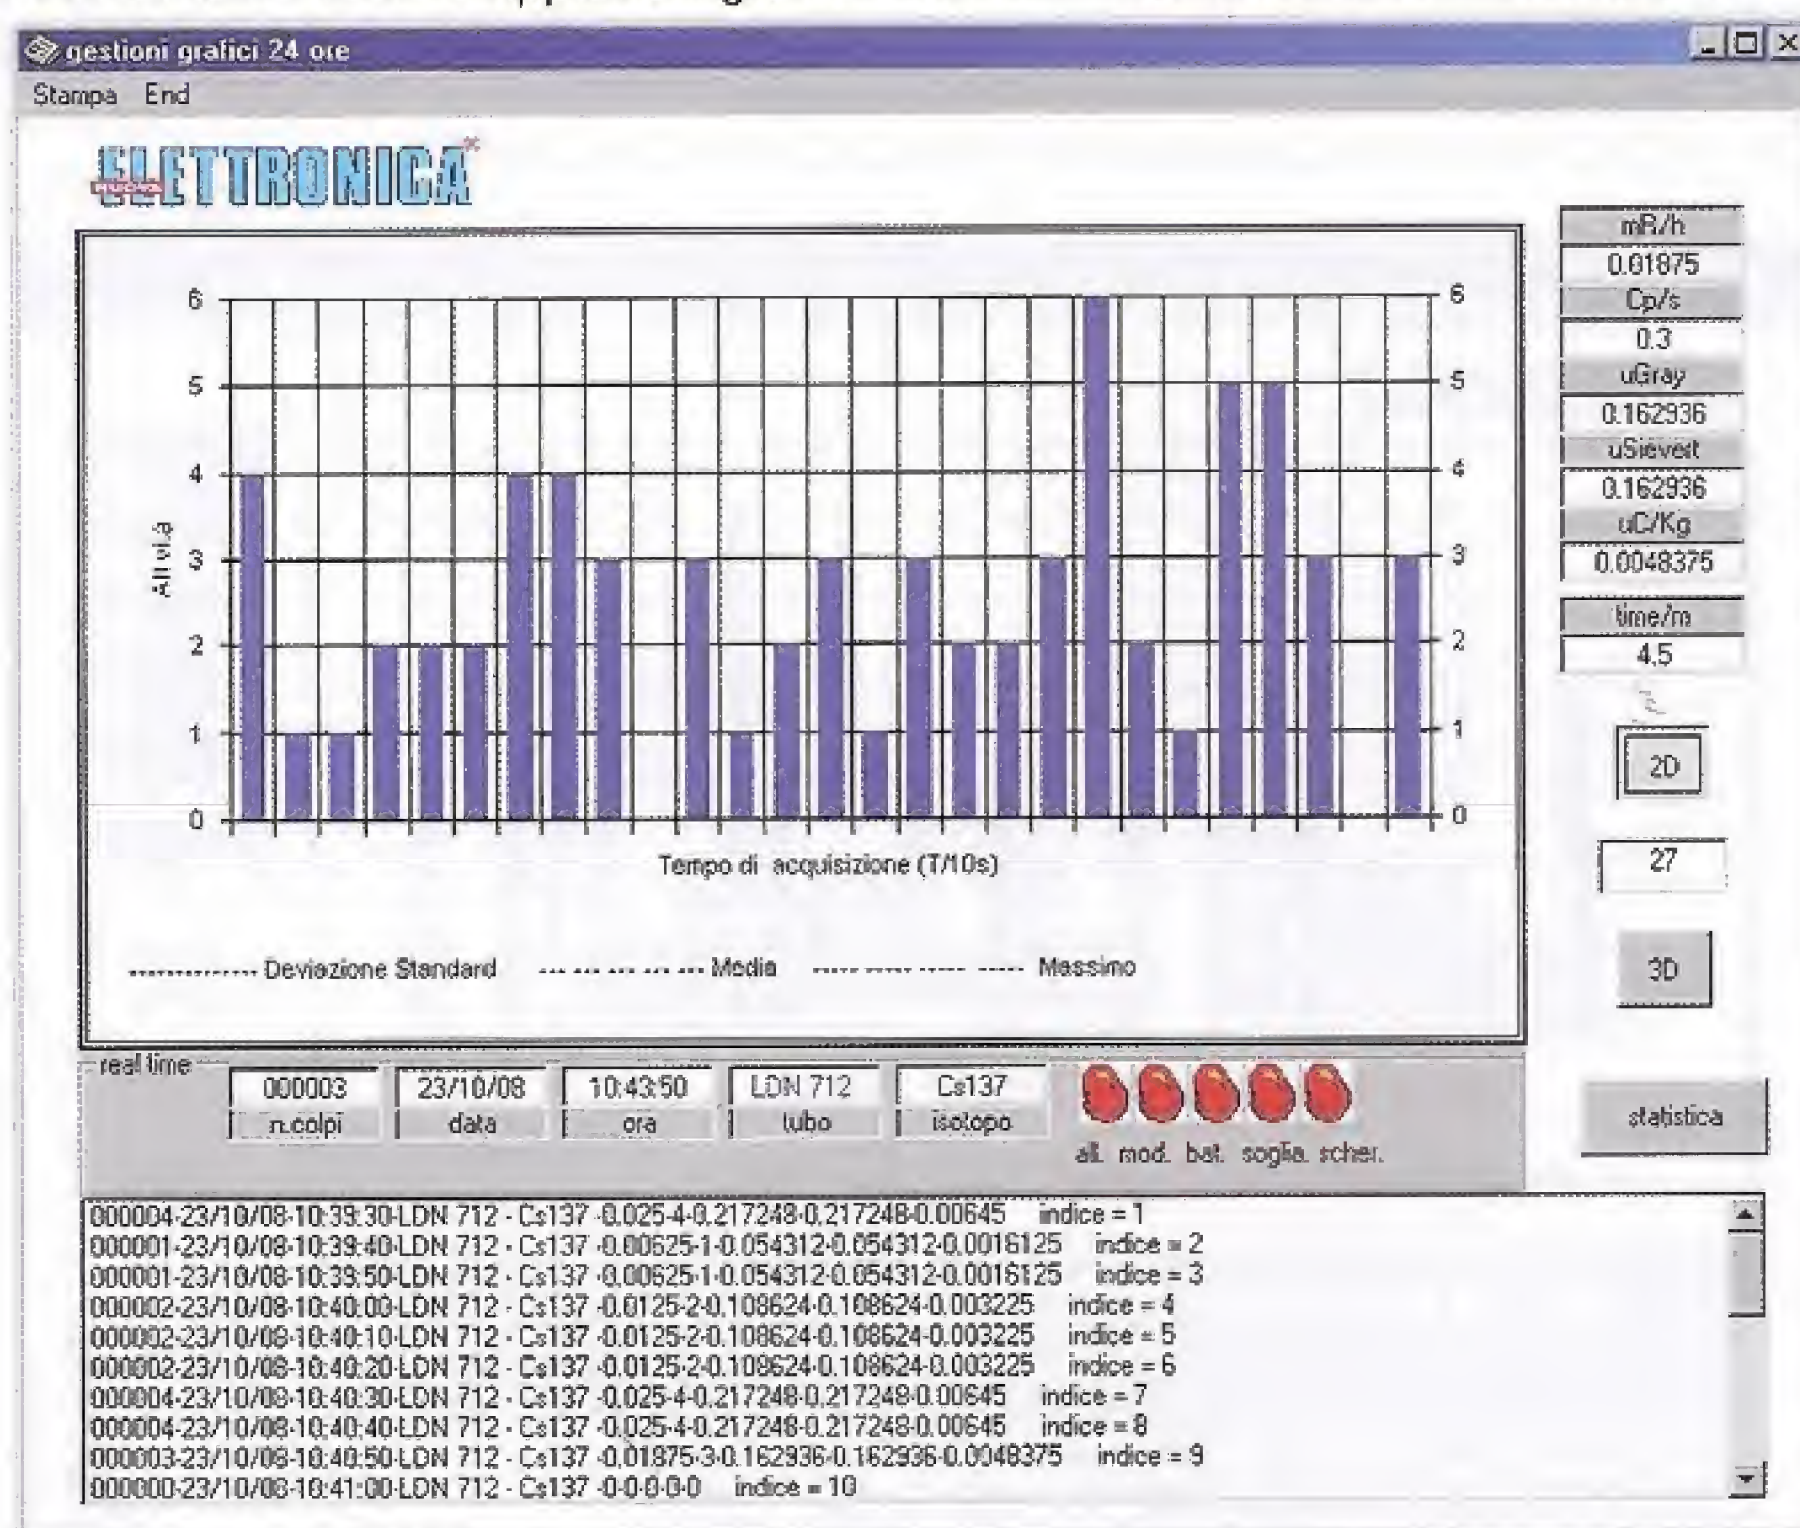 gestioni grafici 24 ore
Stampa End
NUOVA
ELETTRONICA
mR/h
0.01875
Cp/s
0.3
uGray
0.162936
uSievert
0.162936
uC/Kg
0.0048375
time/m
4,5
2D
27
3D
statistica
6 6
5 5
4 4
3 3
2 2
1 1
0 0
Attività
Tempo di acquisizione (T/10s)
Deviazione Standard Media Massimo
real time
000003 23/10/08 10:43:50 LDN 712 Cs137
n.colpi data ora tubo isotopo
all. mod. bat. soglia. scher.
000004-23/10/08-10:39:30-LDN 712 - Cs137 -0.025-4-0.217248-0.217248-0.00645 indice = 1
000001-23/10/08-10:39:40-LDN 712 - Cs137 -0.00625-1-0.054312-0.054312-0.0016125 indice = 2
000001-23/10/08-10:39:50-LDN 712 - Cs137 -0.00625-1-0.054312-0.054312-0.0016125 indice = 3
000002-23/10/08-10:40:00-LDN 712 - Cs137 -0.0125-2-0.108624-0.108624-0.003225 indice = 4
000002-23/10/08-10:40:10-LDN 712 - Cs137 -0.0125-2-0.108624-0.108624-0.003225 indice = 5
000002-23/10/08-10:40:20-LDN 712 - Cs137 -0.0125-2-0.108624-0.108624-0.003225 indice = 6
000004-23/10/08-10:40:30-LDN 712 - Cs137 -0.025-4-0.217248-0.217248-0.00645 indice = 7
000004-23/10/08-10:40:40-LDN 712 - Cs137 -0.025-4-0.217248-0.217248-0.00645 indice = 8
000003-23/10/08-10:40:50-LDN 712 - Cs137 -0.01875-3-0.162936-0.162936-0.0048375 indice = 9
000000-23/10/08-10:41:00-LDN 712 - Cs137 -0-0-0-0-0 indice = 10